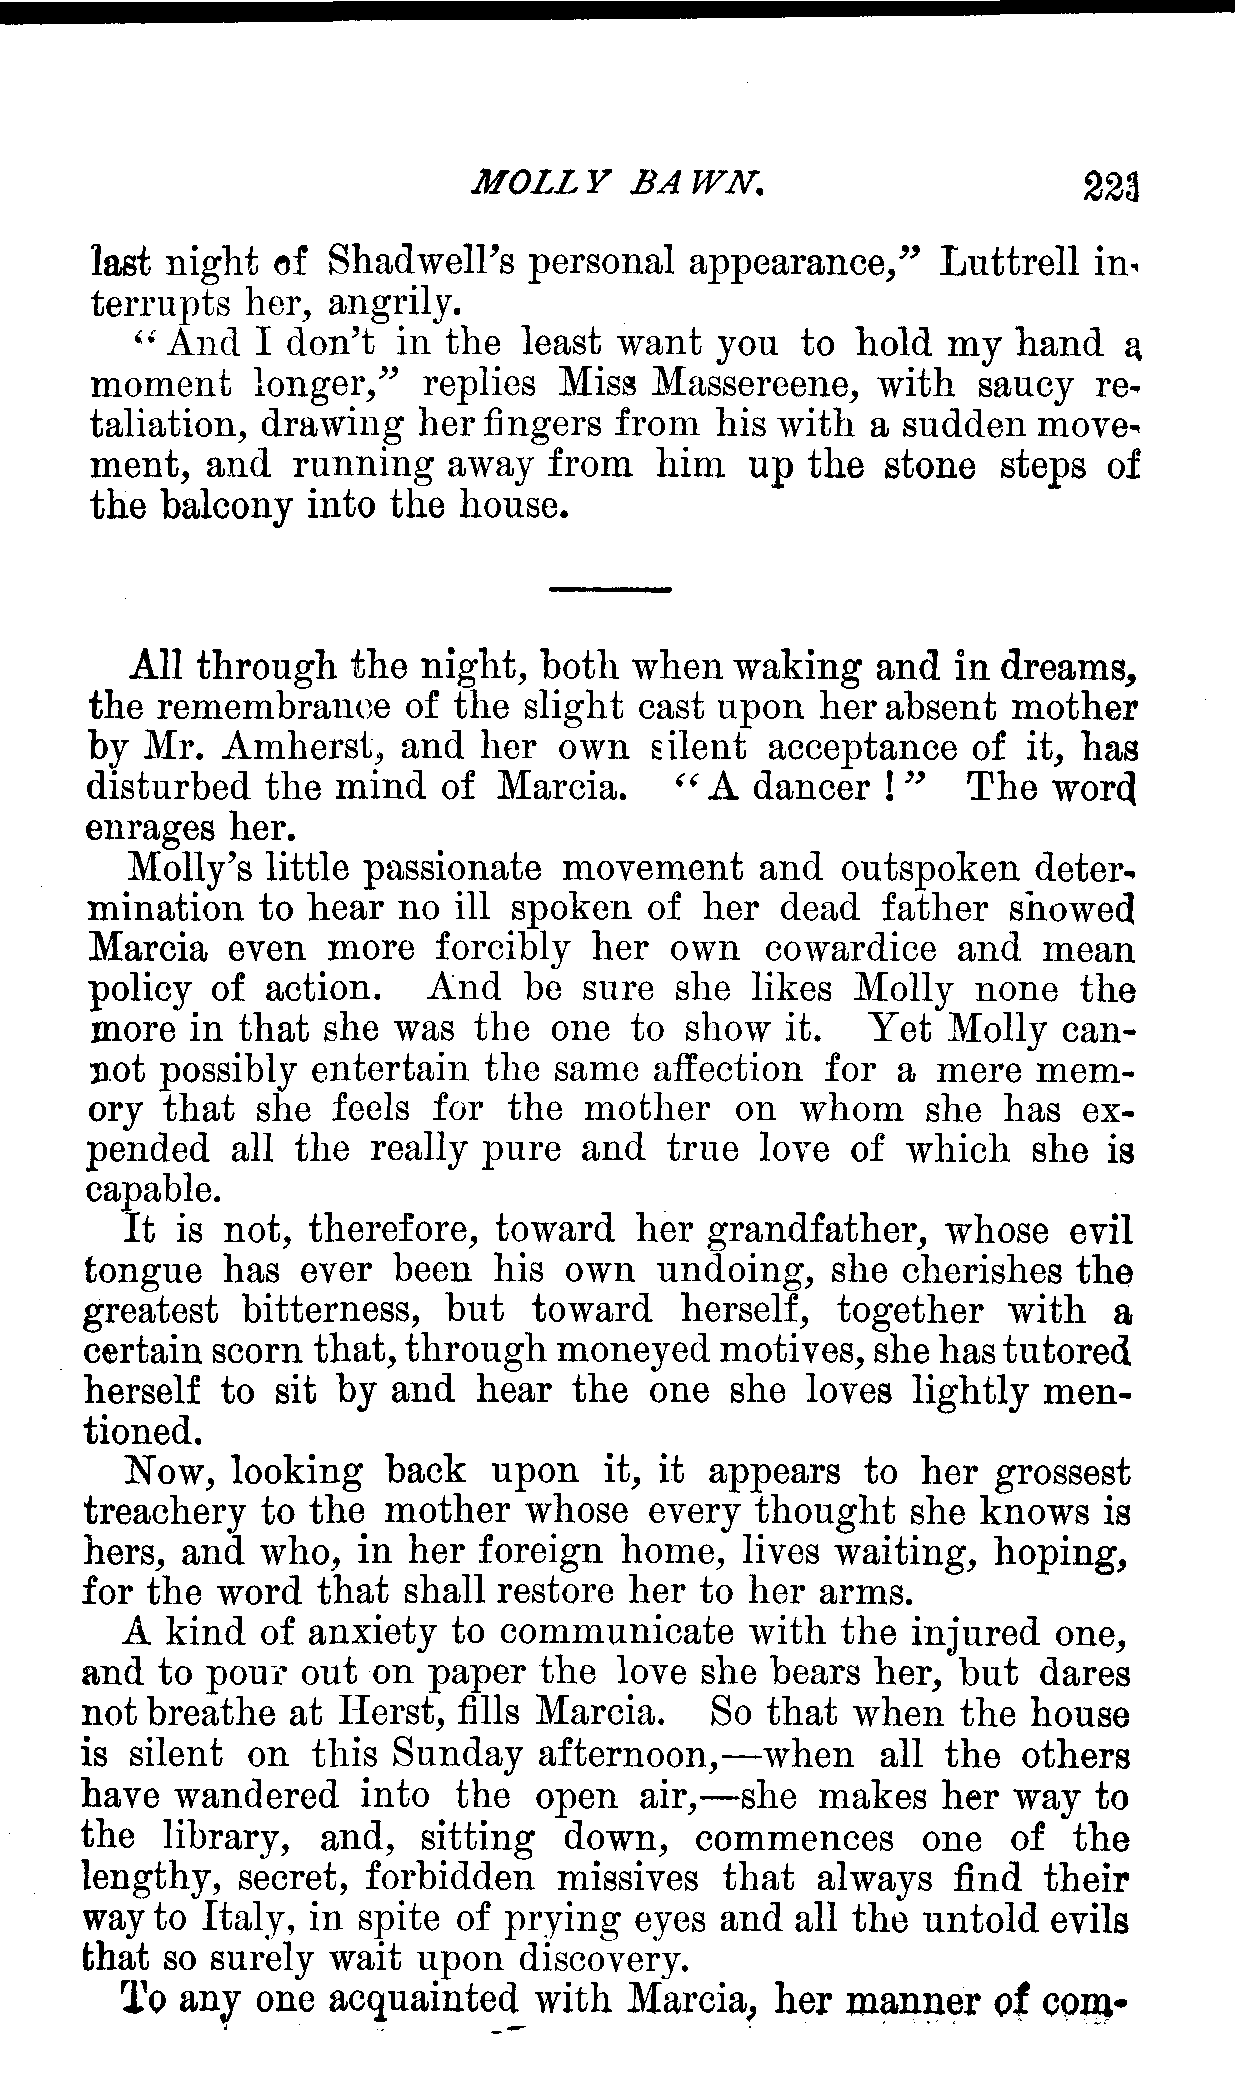 MOLLY BAWN. 223
last night of Shadwell's personal appearance,” Luttrell in-
terrupts her, angrily.
“And I don't in the least want you to hold my hand a
moment longer,” replies Miss Massereene, with saucy re-
taliation, drawing her fingers from his with a sudden move-
ment, and running away from him up the stone steps of
the balcony into the house.
All through the night, both when waking and in dreams,
the remembrance of the slight cast upon her absent mother
by Mr. Amherst, and her own silent acceptance of it, has
disturbed the mind of Marcia. “A dancer!” The word
enrages her.
Molly's little passionate movement and outspoken deter-
mination to hear no ill spoken of her dead father showed
Marcia even more forcibly her own cowardice and mean
policy of action. And be sure she likes Molly none the
more in that she was the one to show it. Yet Molly can-
not possibly entertain the same affection for a mere mem-
ory that she feels for the mother on whom she has ex-
pended all the really pure and true love of which she is
capable.
It is not, therefore, toward her grandfather, whose evil
tongue has ever been his own undoing, she cherishes the
greatest bitterness, but toward herself, together with a
certain scorn that, through moneyed motives, she has tutored
herself to sit by and hear the one she loves lightly men-
tioned.
Now, looking back upon it, it appears to her grossest
treachery to the mother whose every thought she knows is
hers, and who, in her foreign home, lives waiting, hoping,
for the word that shall restore her to her arms.
A kind of anxiety to communicate with the injured one,
and to pour out on paper the love she bears her, but dares
not breathe at Herst, fills Marcia. So that when the house
is silent on this Sunday afternoon,—when all the others
have wandered into the open air,—she makes her way to
the library, and, sitting down, commences one of the
lengthy, secret, forbidden missives that always find their
way to Italy, in spite of prying eyes and all the untold evils
that so surely wait upon discovery.
To any one acquainted with Marcia, her manner of com-